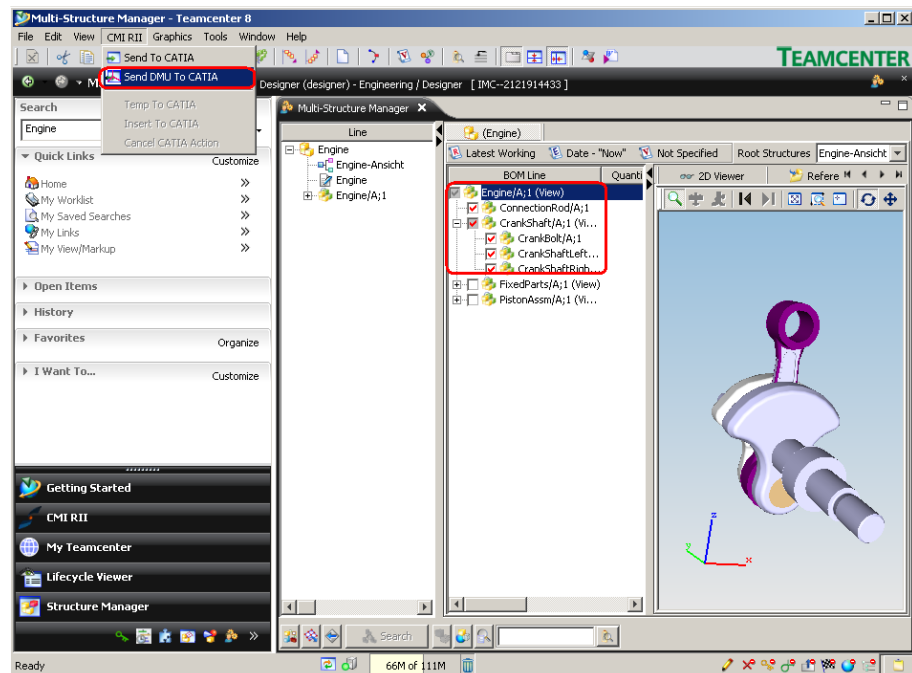 Multi-Structure Manager - Teamcenter 8
File Edit View CMI RII Graphics Tools Window Help
Send To CATIA
Send DMU To CATIA
Temp To CATIA
Insert To CATIA
Cancel CATIA Action
TEAMCENTER
M
Designer (designer) - Engineering / Designer [ IMC--2121914433 ]
Search
Engine
Quick Links
Customize
Home
My Worklist
My Saved Searches
My Links
My View/Markup
Open Items
History
Favorites
Organize
I Want To...
Customize
Getting Started
CMI RII
My Teamcenter
Lifecycle Viewer
Structure Manager
Multi-Structure Manager
Line
Engine
Engine-Ansicht
Engine
Engine/A;1
(Engine)
Latest Working Date - "Now" Not Specified Root Structures Engine-Ansicht
BOM Line Quanti
Engine/A;1 (View)
ConnectionRod/A;1
CrankShaft/A;1 (Vi...
CrankBolt/A;1
CrankShaftLeft...
CrankShaftRigh...
FixedParts/A;1 (View)
PistonAssm/A;1 (Vi...
2D Viewer Refere
z
y
x
Search
Ready
66M of 111M